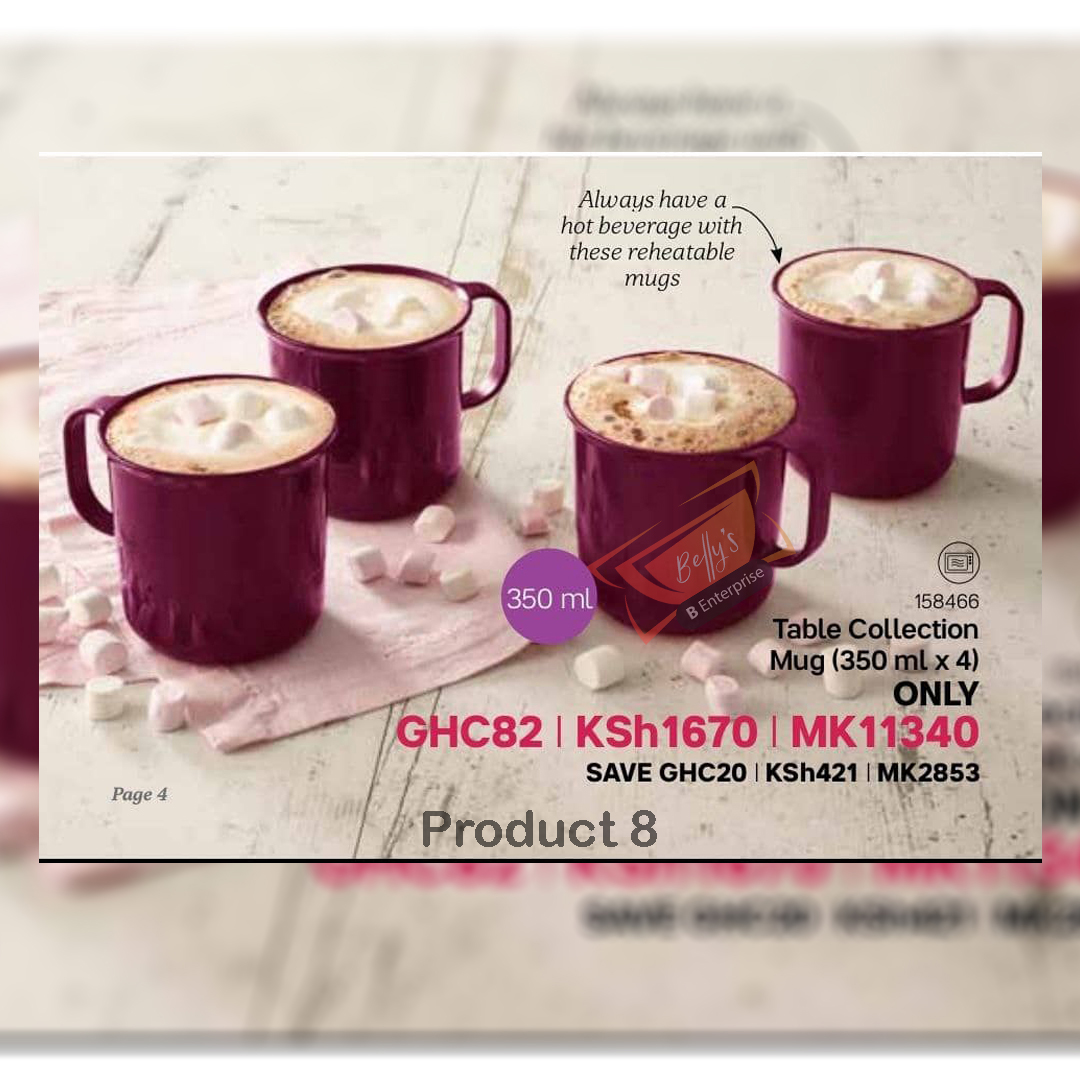 Always have a
hot beverage with
these reheatable
mugs
350 ml
Belly's
B Enterprise
158466
Table Collection
Mug (350 ml x 4)
ONLY
GHC82 | KSh1670 | MK11340
SAVE GHC20 | KSh421 | MK2853
Page 4
Product 8